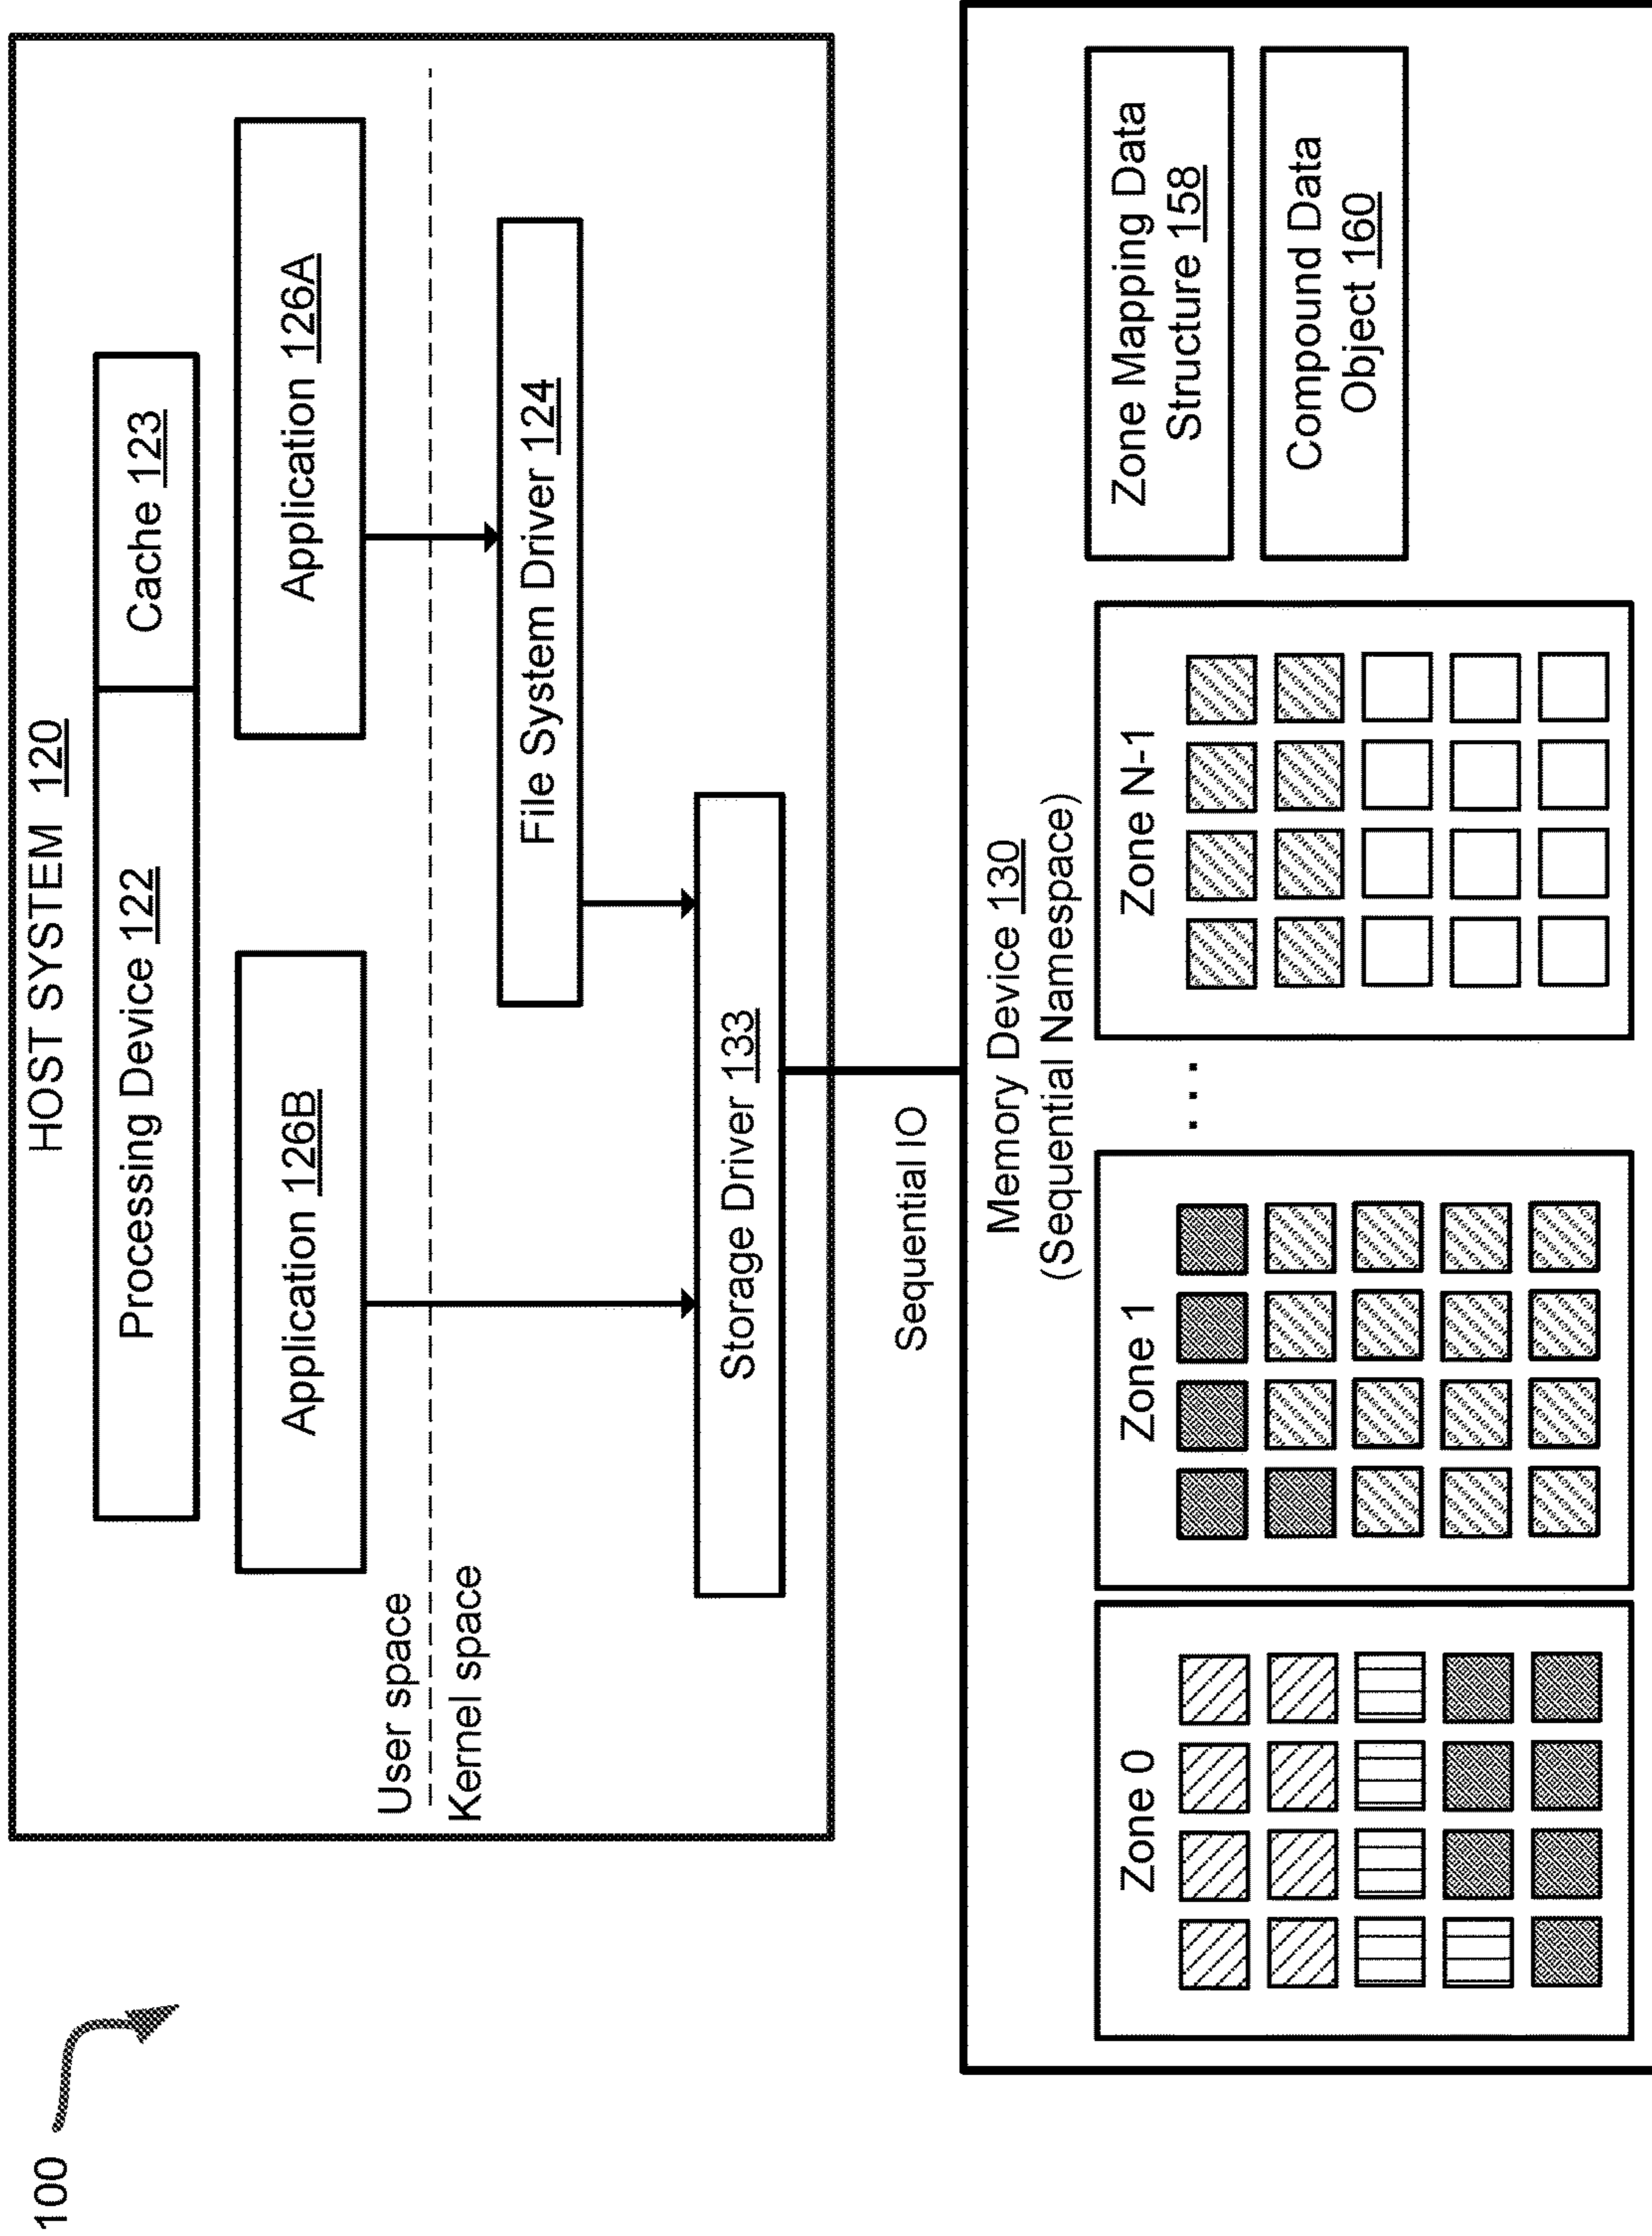 100
HOST SYSTEM 120
Processing Device 122
Cache 123
Application 126B
Application 126A
User space
Kernel space
File System Driver 124
Storage Driver 133
Sequential IO
Memory Device 130
(Sequential Namespace)
Zone 0
Zone 1
. . .
Zone N-1
Zone Mapping Data
Structure 158
Compound Data
Object 160